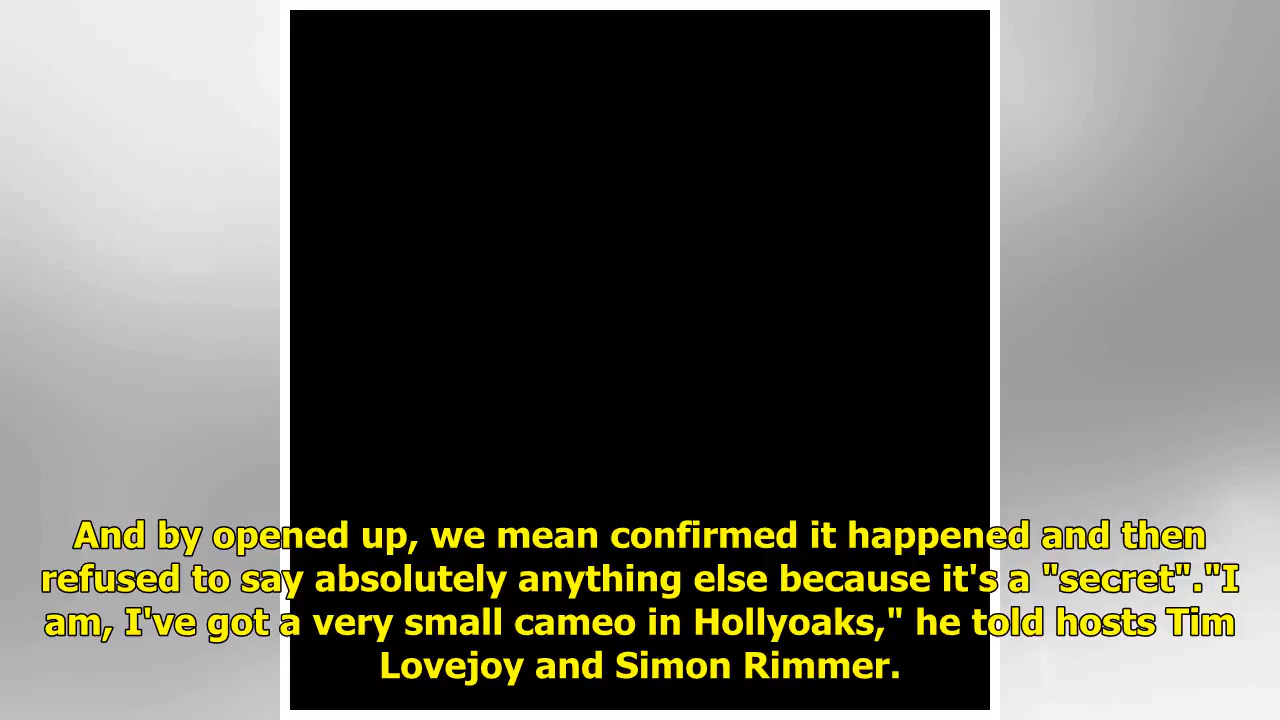 And by opened up, we mean confirmed it happened and then
refused to say absolutely anything else because it's a "secret"."I
am, I've got a very small cameo in Hollyoaks," he told hosts Tim
Lovejoy and Simon Rimmer.